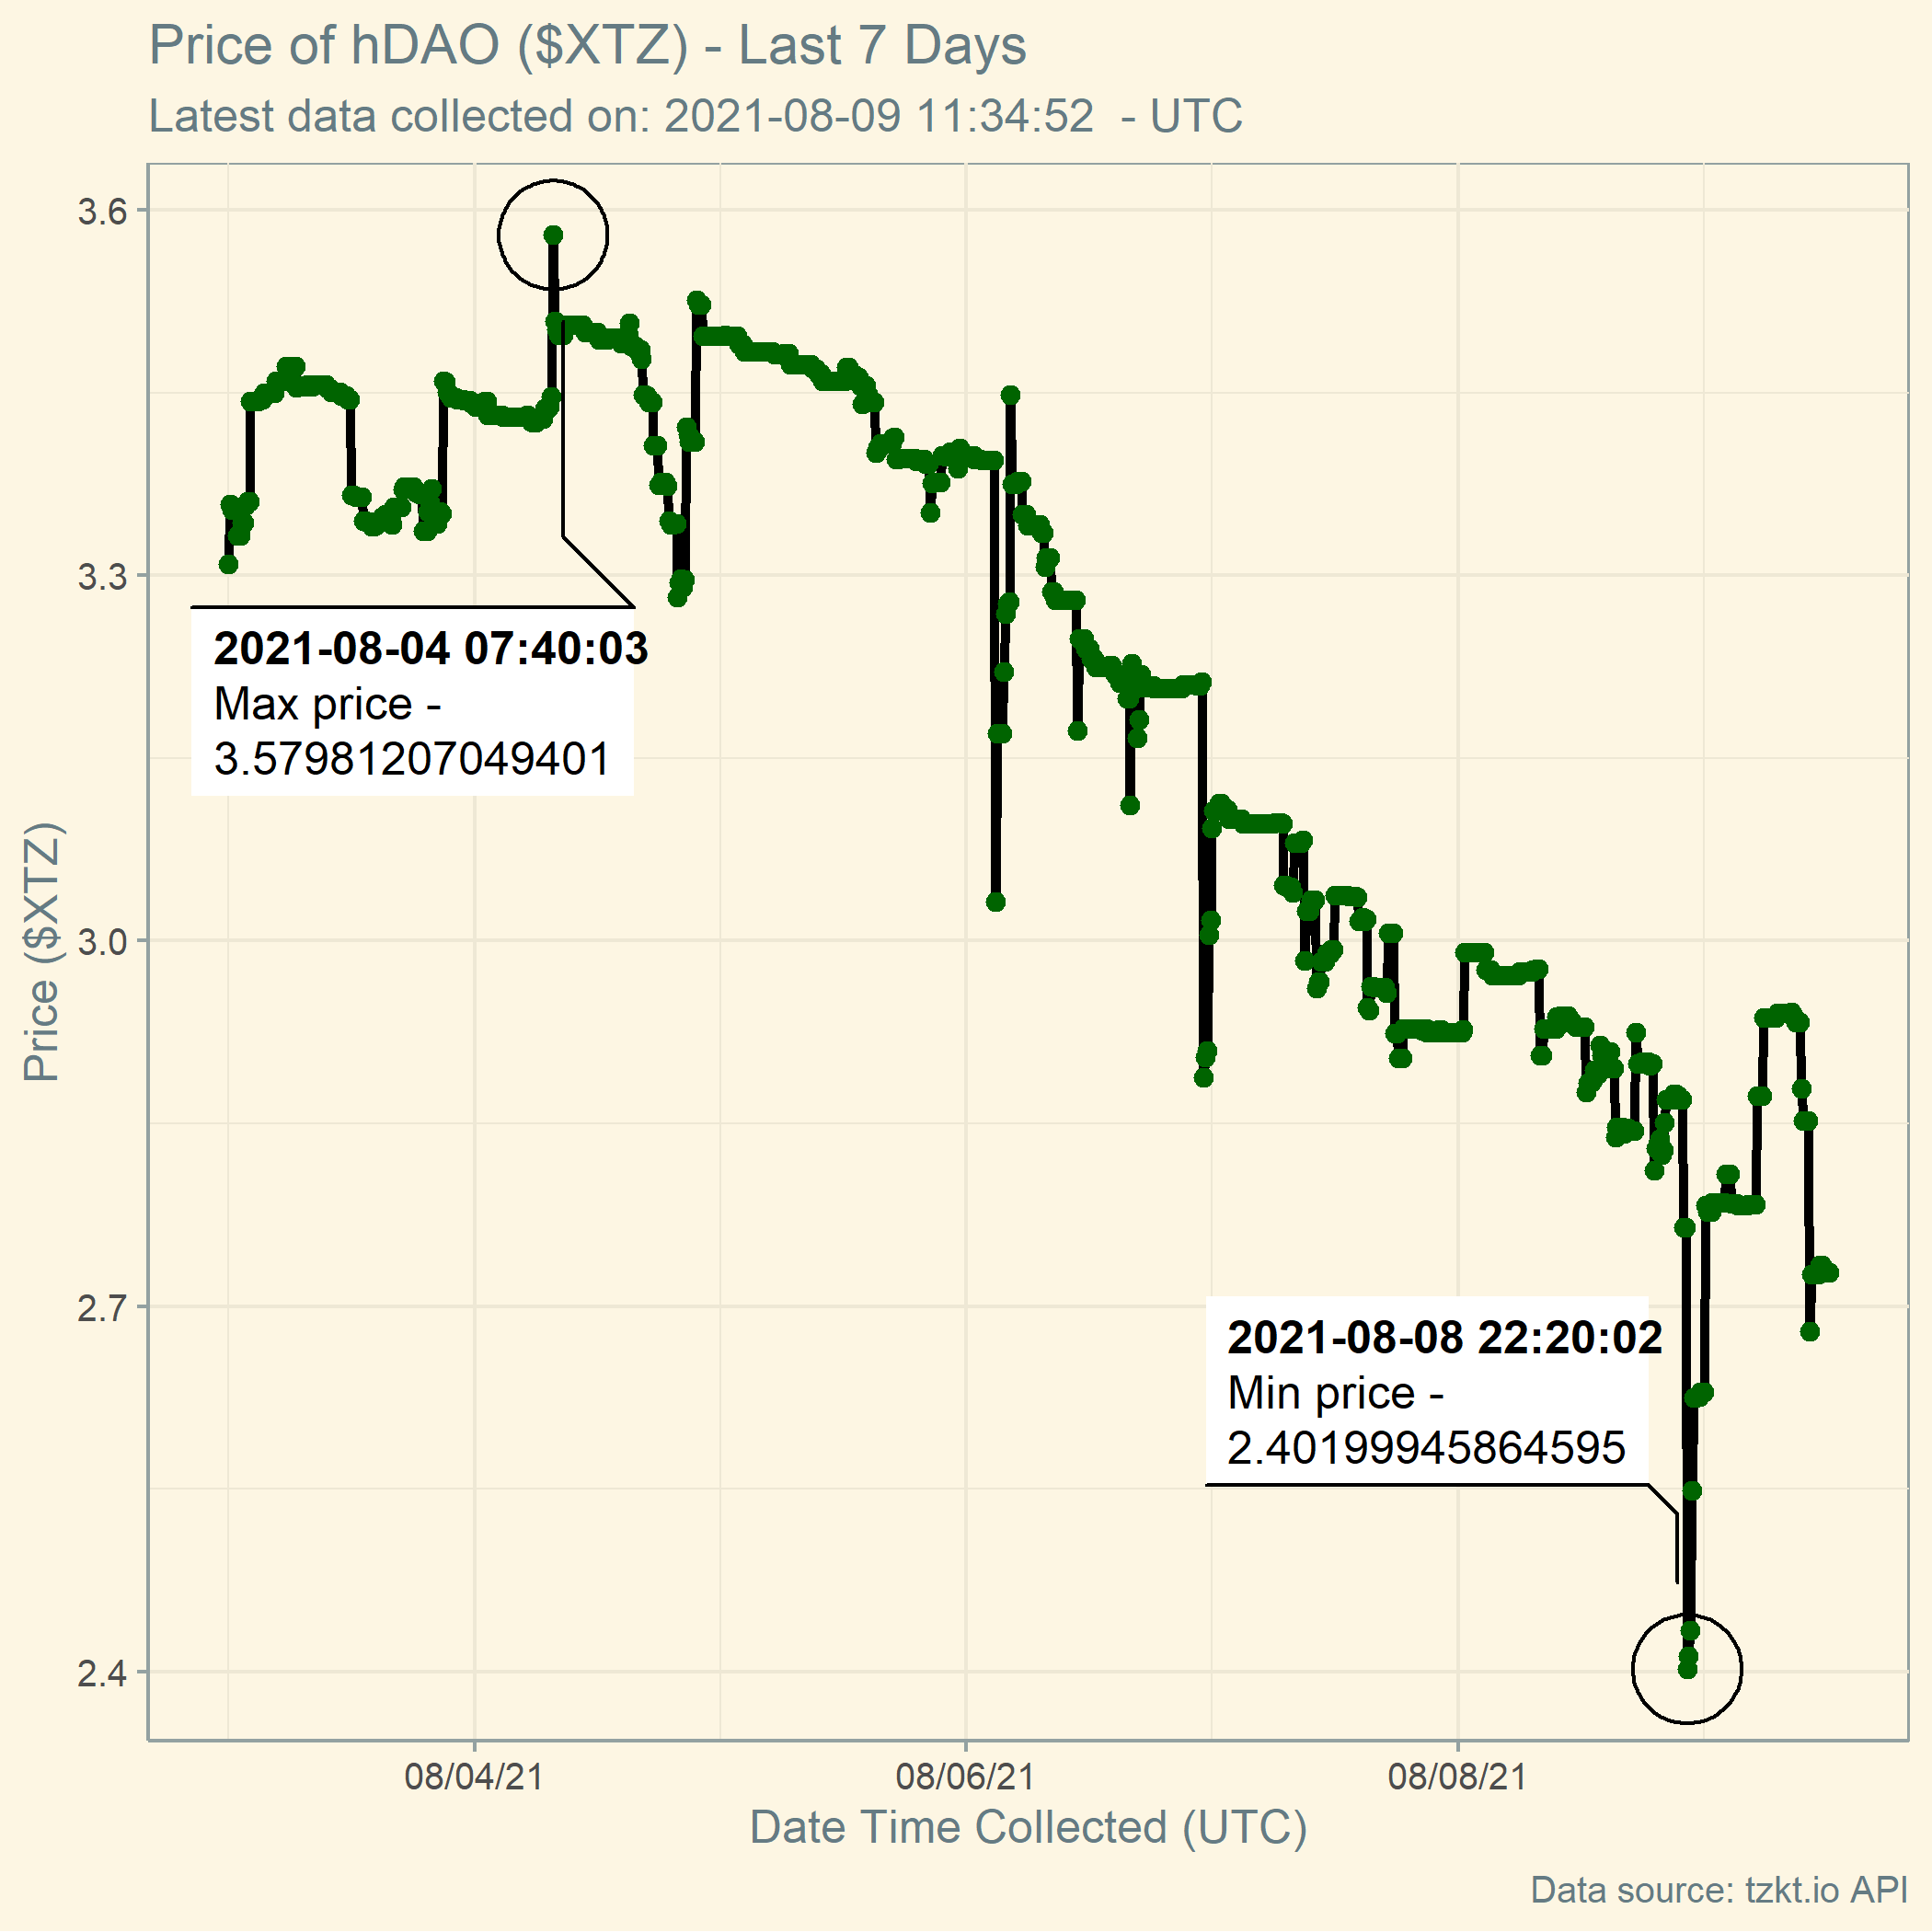 Price of hDAO ($XTZ) - Last 7 Days
Latest data collected on: 2021-08-09 11:34:52  - UTC
3.6
3.3
3.0
2.7
2.4
Price ($XTZ)
2021-08-04 07:40:03
Max price -
3.57981207049401
2021-08-08 22:20:02
Min price -
2.40199945864595
08/04/21
08/06/21
08/08/21
Date Time Collected (UTC)
Data source: tzkt.io API